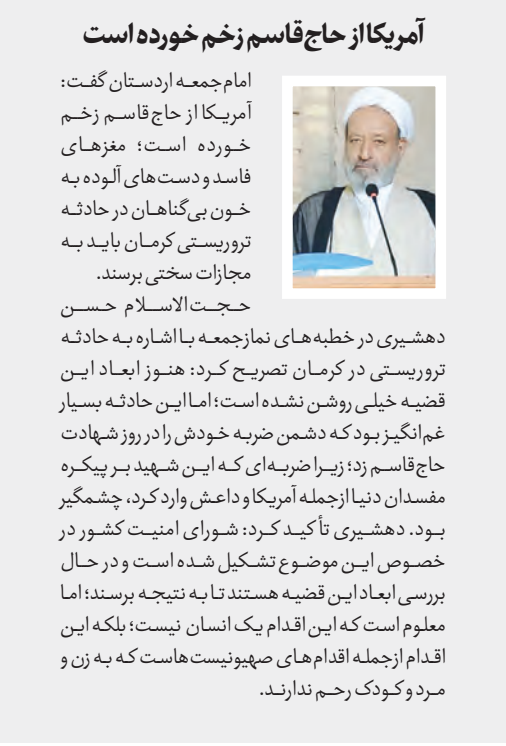 آمریکا از حاج‌قاسم زخم خورده است
امام‌جمعه اردستان گفت:
آمریکا از حاج‌قاسم زخم
خورده است؛ مغزهای
فاسد و دست‌های آلوده به
خون بی‌گناهان در حادثه
تروریستی کرمان باید به
مجازات سختی برسند.
حجت‌الاسلام حسن
دهشیری در خطبه‌های نمازجمعه با اشاره به حادثه
تروریستی در کرمان تصریح کرد: هنوز ابعاد این
قضیه خیلی روشن نشده است؛ اما این حادثه بسیار
غم‌انگیز بود که دشمن ضربه خودش را در روز شهادت
حاج‌قاسم زد؛ زیرا ضربه‌ای که این شهید بر پیکره
مفسدان دنیا ازجمله آمریکا و داعش وارد کرد، چشمگیر
بود. دهشیری تأکید کرد: شورای امنیت کشور در
خصوص این موضوع تشکیل شده است و در حال
بررسی ابعاد این قضیه هستند تا به نتیجه برسند؛ اما
معلوم است که این اقدام یک انسان نیست؛ بلکه این
اقدام ازجمله اقدام‌های صهیونیست‌هاست که به زن و
مرد و کودک رحم ندارند.